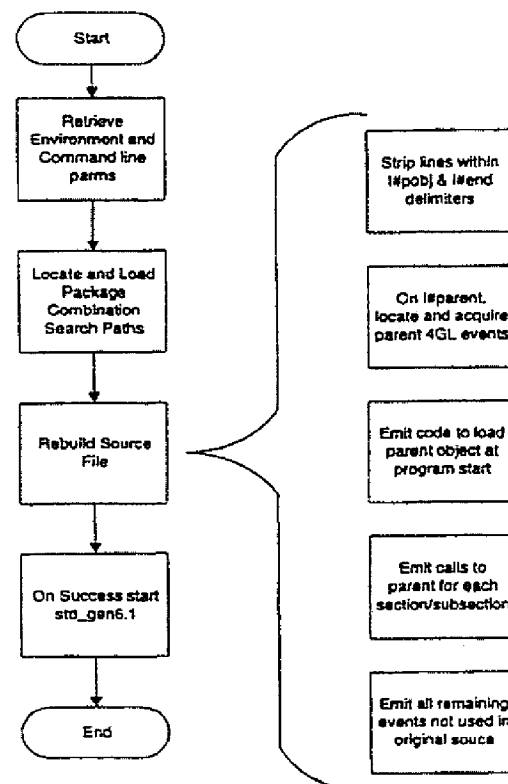 Start
Retrieve
Environment and
Command line
parms
Locate and Load
Package
Combination
Search Paths
Rebuild Source
File
On Success start
std_gen6.1
End
Strip lines within
!#pobj & !#end
delimiters
On !#parent,
locate and acquire
parent 4GL events
Emit code to load
parent object at
program start
Emit calls to
parent for each
section/subsection
Emit all remaining
events not used in
original souce